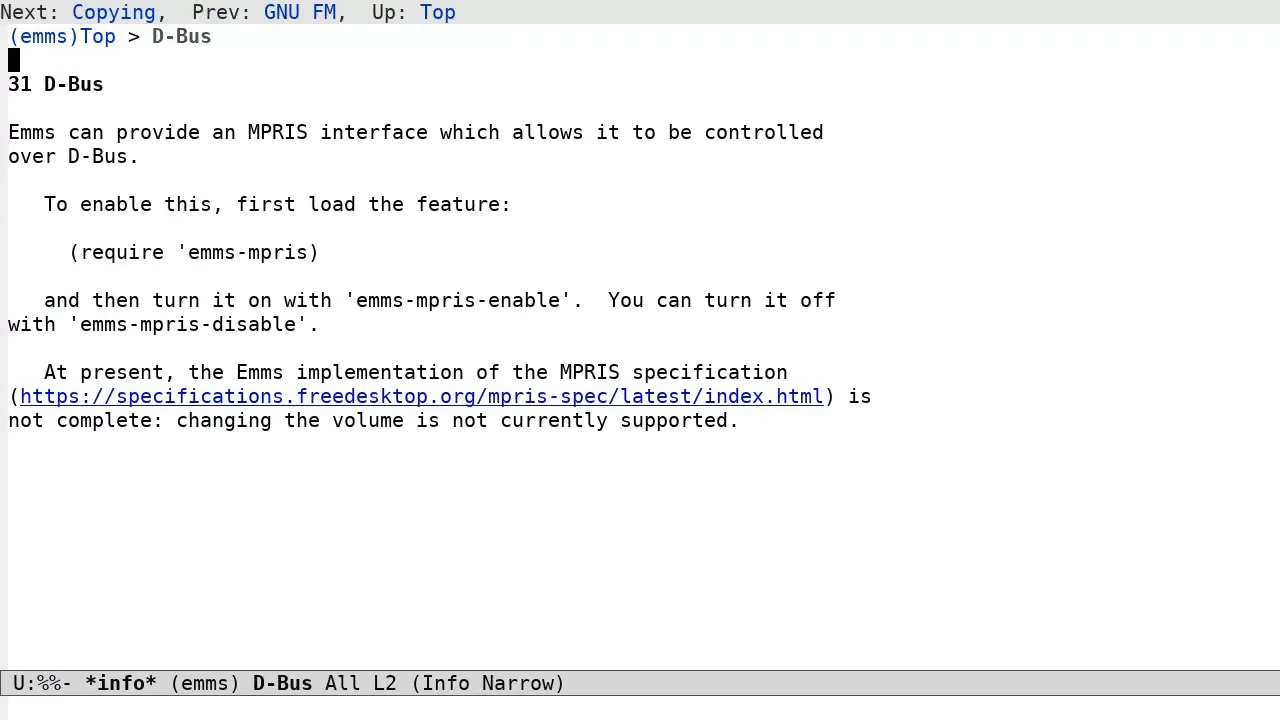 Next: Copying,  Prev: GNU FM,  Up: Top
(emms)Top > D-Bus
31 D-Bus
Emms can provide an MPRIS interface which allows it to be controlled
over D-Bus.
To enable this, first load the feature:
(require 'emms-mpris)
and then turn it on with 'emms-mpris-enable'.  You can turn it off
with 'emms-mpris-disable'.
At present, the Emms implementation of the MPRIS specification
(https://specifications.freedesktop.org/mpris-spec/latest/index.html) is
not complete: changing the volume is not currently supported.
U:%%- *info* (emms) D-Bus All L2 (Info Narrow)